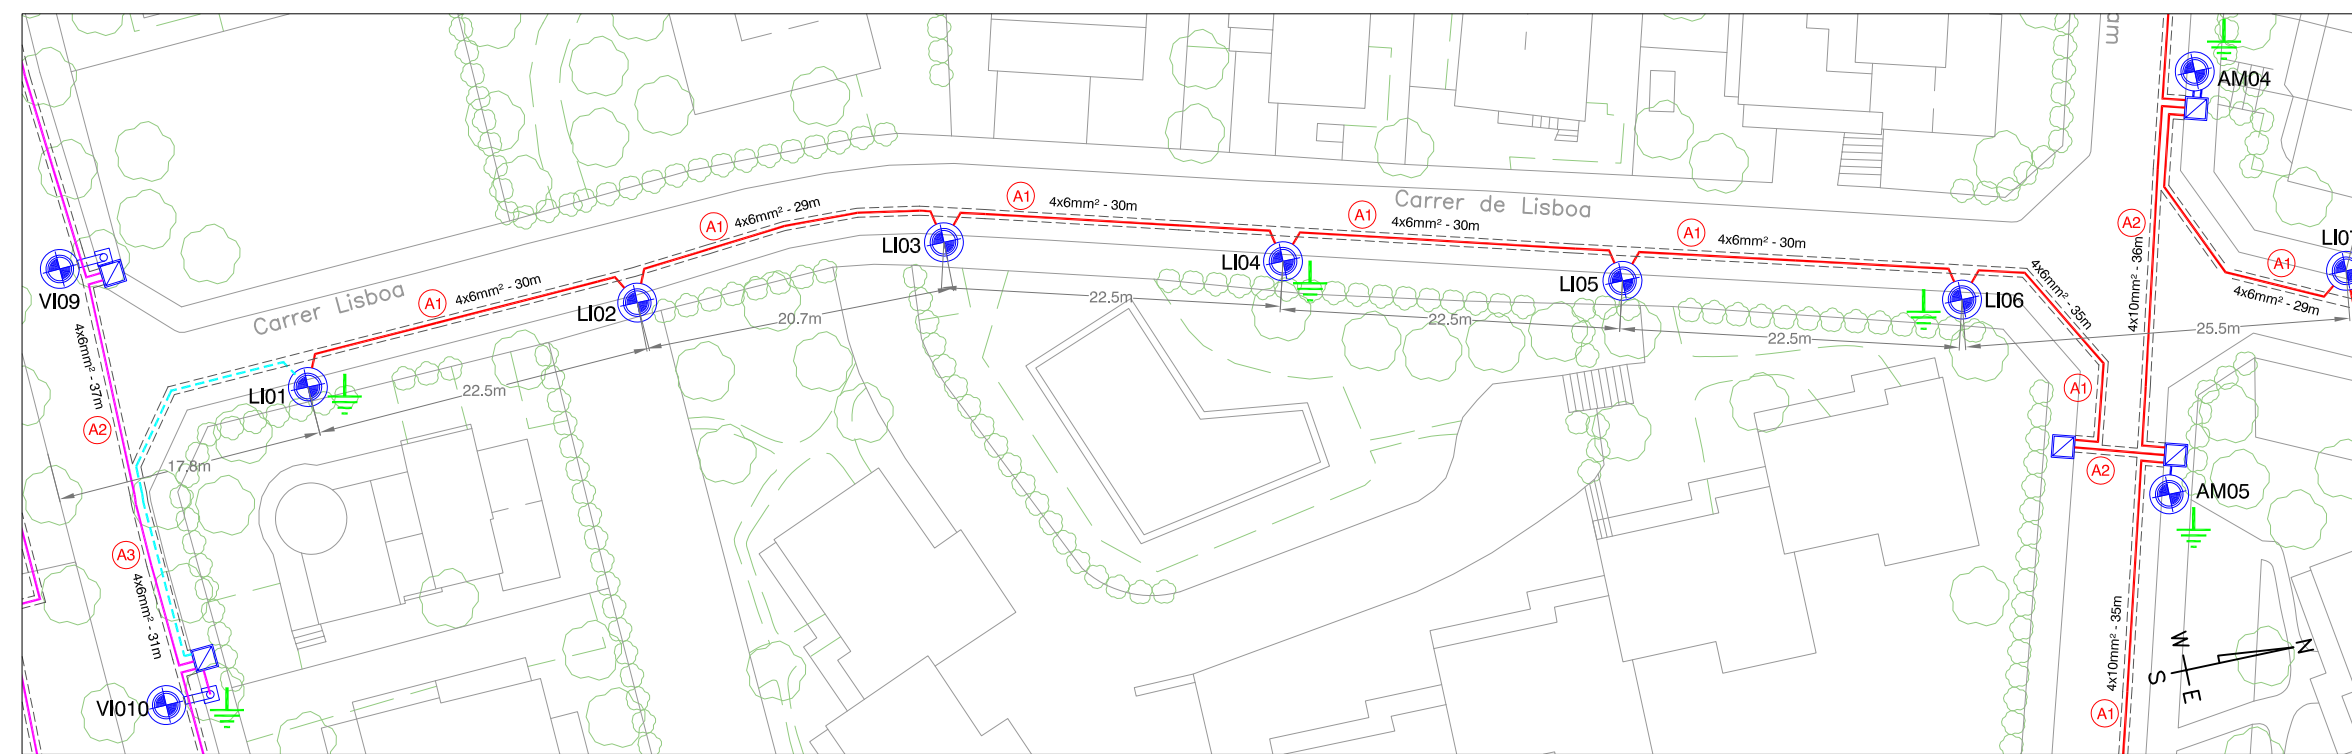 am
AM04
A1
4x6mm² - 30m
Carrer de Lisboa
A1
4x6mm² - 29m
A1
4x6mm² - 30m
A1
4x6mm² - 30m
A2
4x10mm² - 36m
LI03
LI04
LI05
LI06
4x6mm² - 35m
A1
4x6mm² - 29m
VI09
Carrer Lisboa
A1
4x6mm² - 30m
LI02
20.7m
22.5m
22.5m
22.5m
25.5m
4x6mm² - 37m
A2
LI01
22.5m
A1
17.8m
A2
AM05
A3
4x6mm² - 31m
VI010
4x10mm² - 35m
A1
W
N
S
E